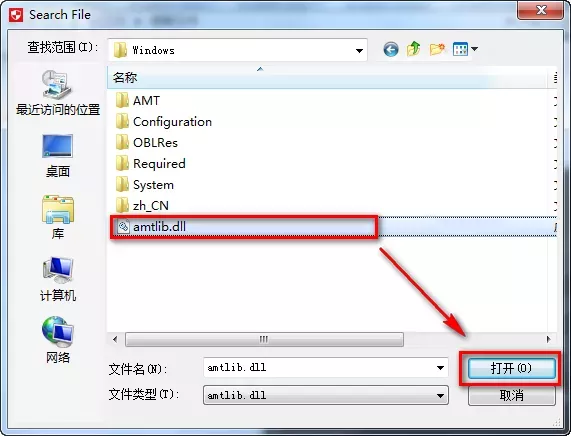 Search File
查找范围(I):
Windows
名称
最近访问的位置
桌面
库
计算机
网络
AMT
Configuration
OBLRes
Required
System
zh_CN
amtlib.dll
文件名(N):
amtlib.dll
打开(O)
文件类型(T):
amtlib.dll
取消